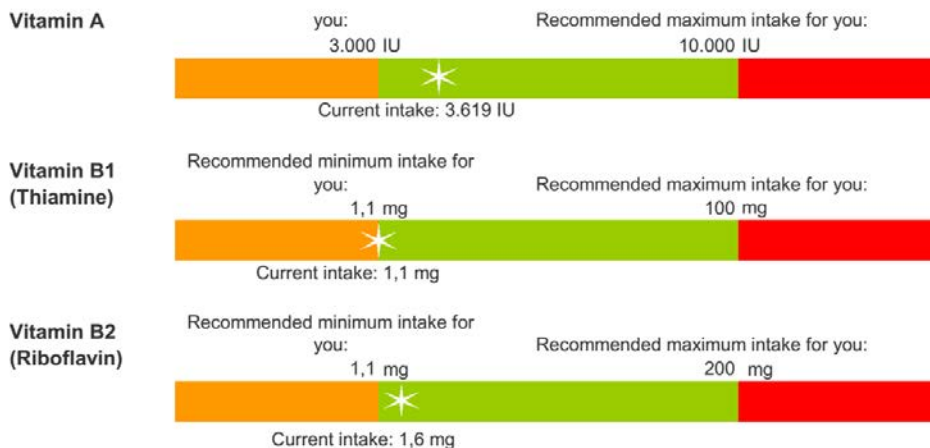 Vitamin A
you:
Recommended maximum intake for you:
3.000 IU
10.000 IU
Current intake: 3.619 IU
Vitamin B1
(Thiamine)
Recommended minimum intake for
you:
Recommended maximum intake for you:
1,1 mg
100 mg
Current intake: 1,1 mg
Vitamin B2
(Riboflavin)
Recommended minimum intake for
you:
Recommended maximum intake for you:
1,1 mg
200 mg
Current intake: 1,6 mg